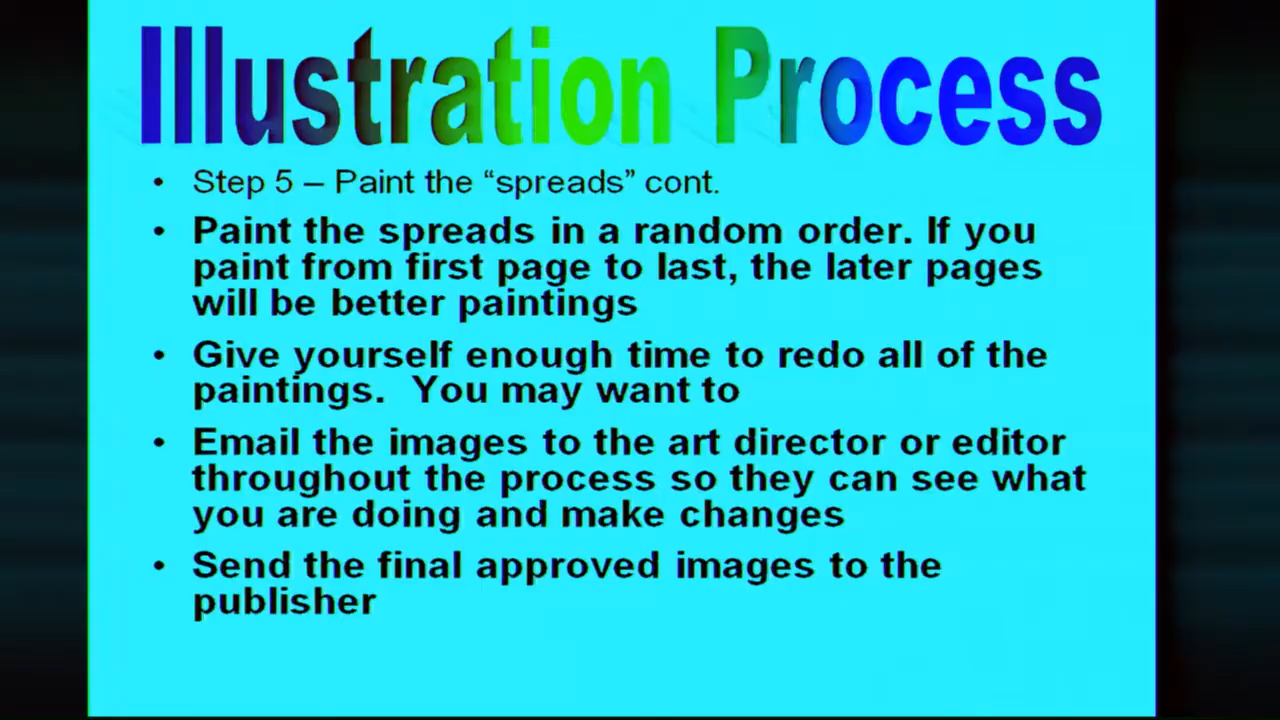 Illustration Process
• Step 5 – Paint the “spreads” cont.
• Paint the spreads in a random order. If you
paint from first page to last, the later pages
will be better paintings
• Give yourself enough time to redo all of the
paintings.  You may want to
• Email the images to the art director or editor
throughout the process so they can see what
you are doing and make changes
• Send the final approved images to the
publisher